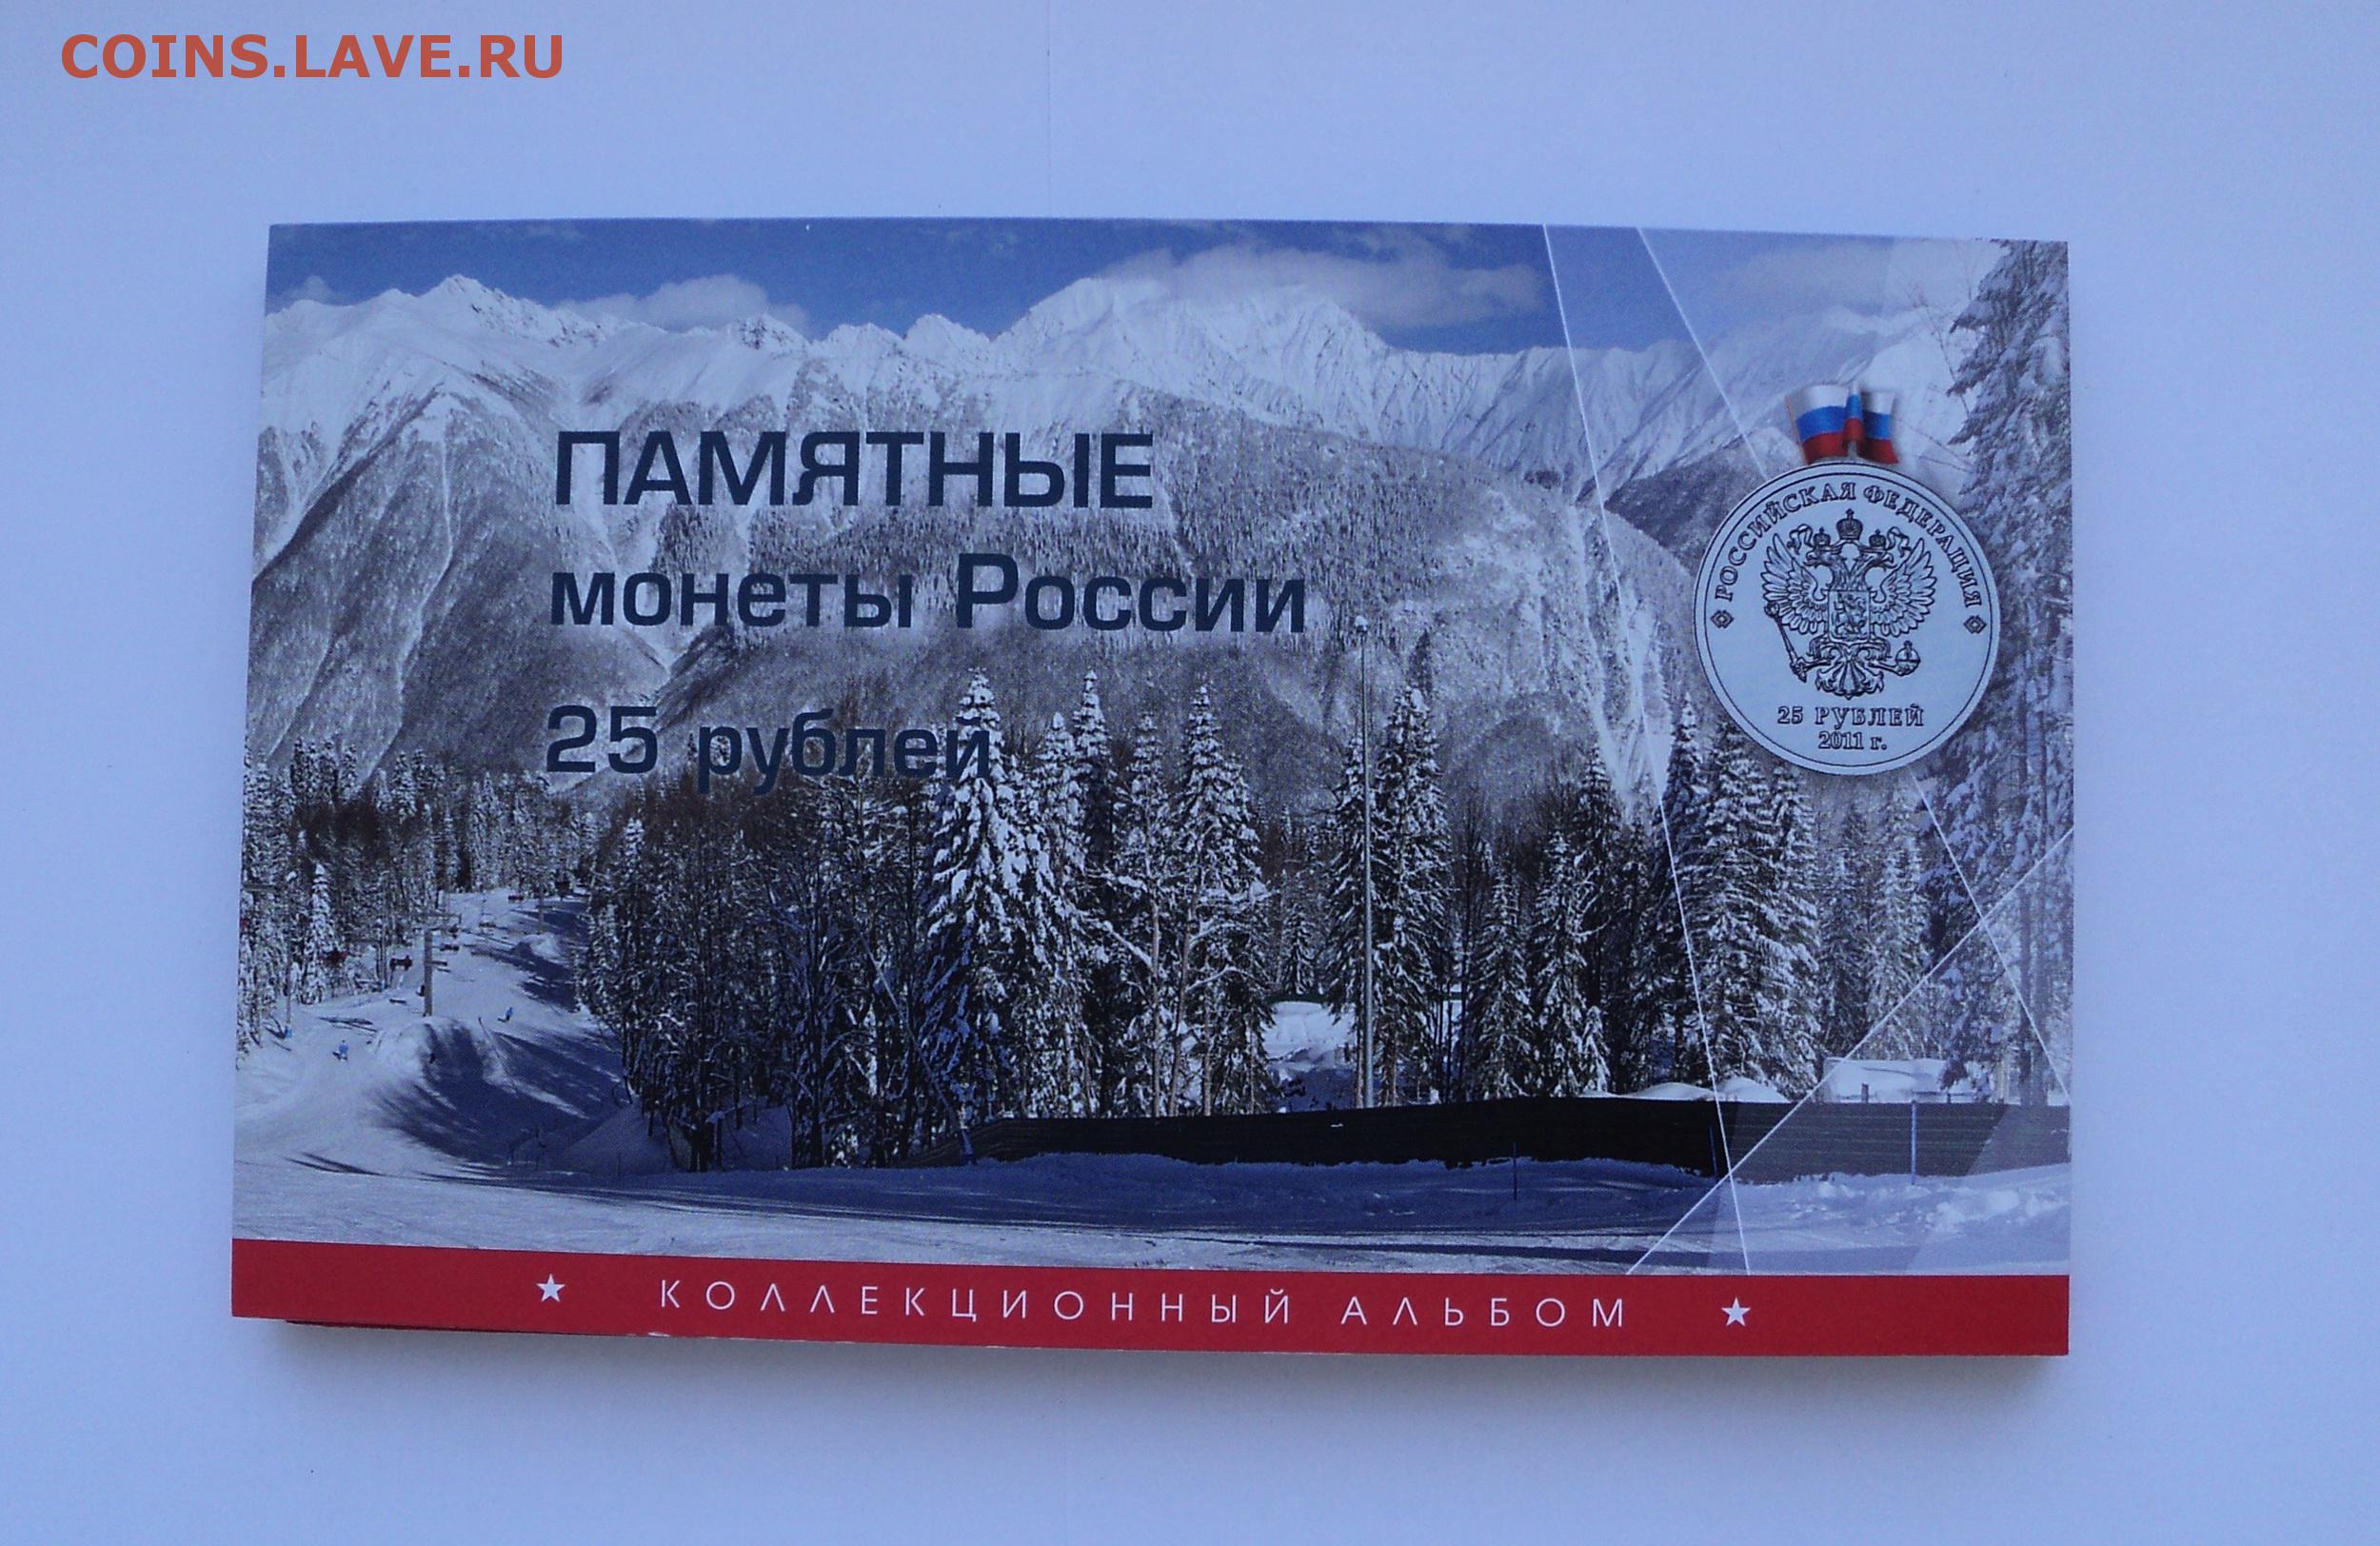 COINS.LAVE.RU
ПАМЯТНЫЕ
монеты России
25 рублей
РОССИЙСКАЯ ФЕДЕРАЦИЯ
25 РУБЛЕЙ
2011 г.
★ КОЛЛЕКЦИОННЫЙ АЛЬБОМ ★